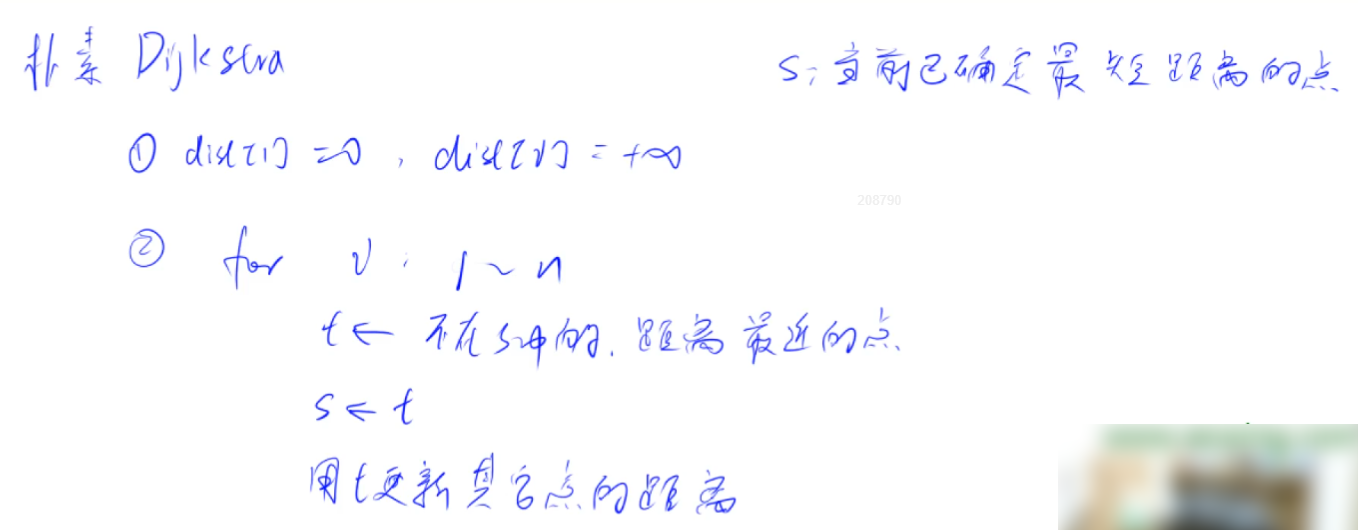 朴素 Dijkstra
S: 当前已确定最短距离的点
① dist[1] = 0, dist[v] = +∞
208790
② for v: 1 ~ n
t ← 不在s中的, 距离最近的点
s ← t
用t更新其它点的距离